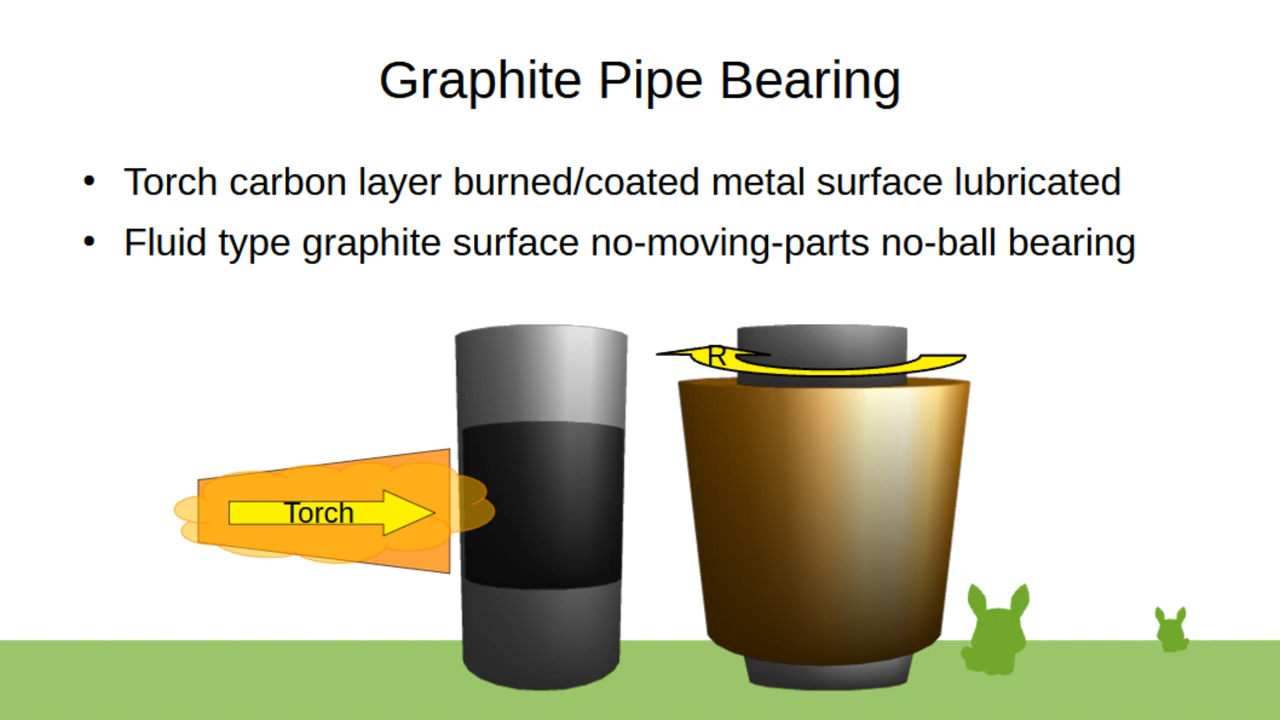 Graphite Pipe Bearing
• Torch carbon layer burned/coated metal surface lubricated
• Fluid type graphite surface no-moving-parts no-ball bearing
R
Torch